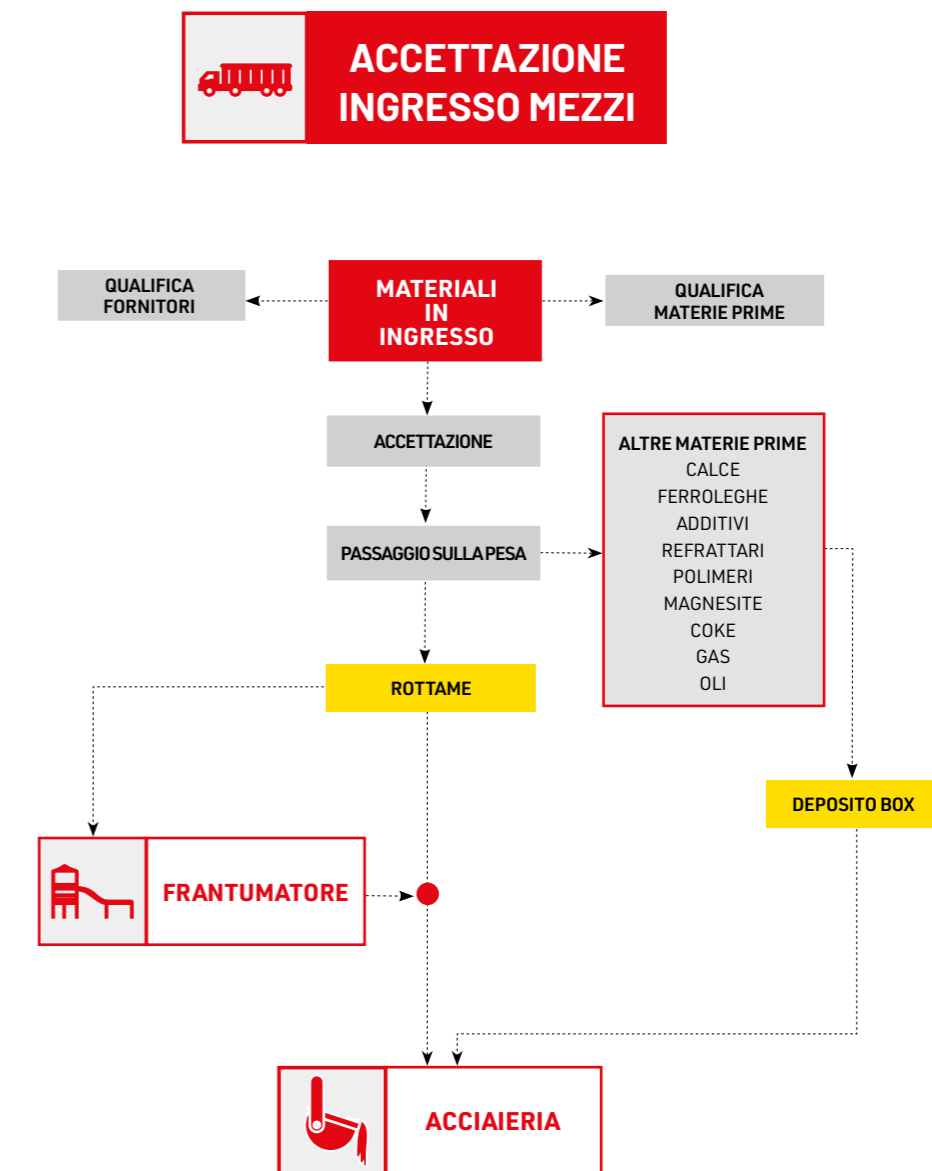 ACCETTAZIONE
INGRESSO MEZZI
QUALIFICA
FORNITORI
MATERIALI
IN
INGRESSO
QUALIFICA
MATERIE PRIME
ACCETTAZIONE
PASSAGGIO SULLA PESA
ALTRE MATERIE PRIME
CALCE
FERROLEGHE
ADDITIVI
REFRATTARI
POLIMERI
MAGNESITE
COKE
GAS
OLI
ROTTAME
DEPOSITO BOX
FRANTUMATORE
ACCIAIERIA